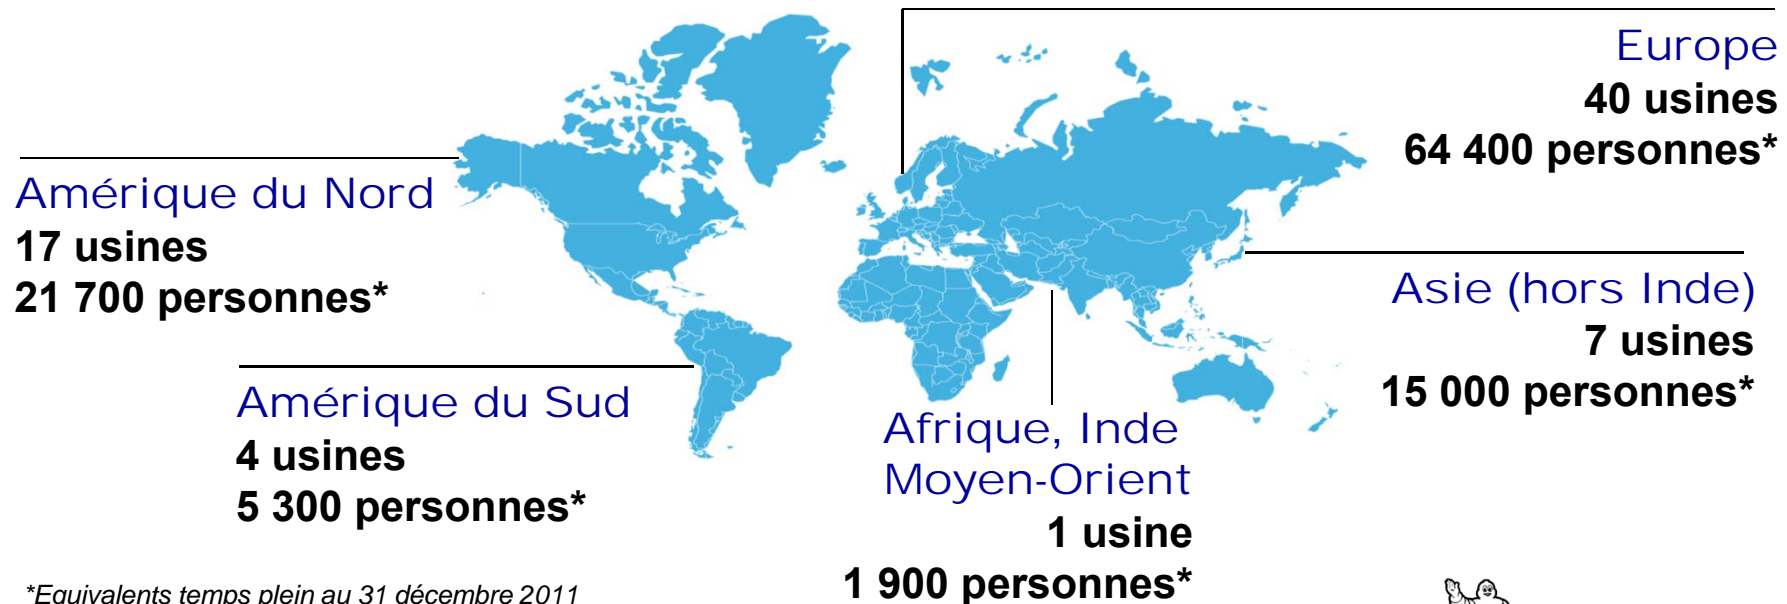 Europe
40 usines
64 400 personnes*
Amérique du Nord
17 usines
21 700 personnes*
Asie (hors Inde)
7 usines
15 000 personnes*
Amérique du Sud
4 usines
5 300 personnes*
Afrique, Inde
Moyen-Orient
1 usine
1 900 personnes*
*Equivalents temps plein au 31 décembre 2011